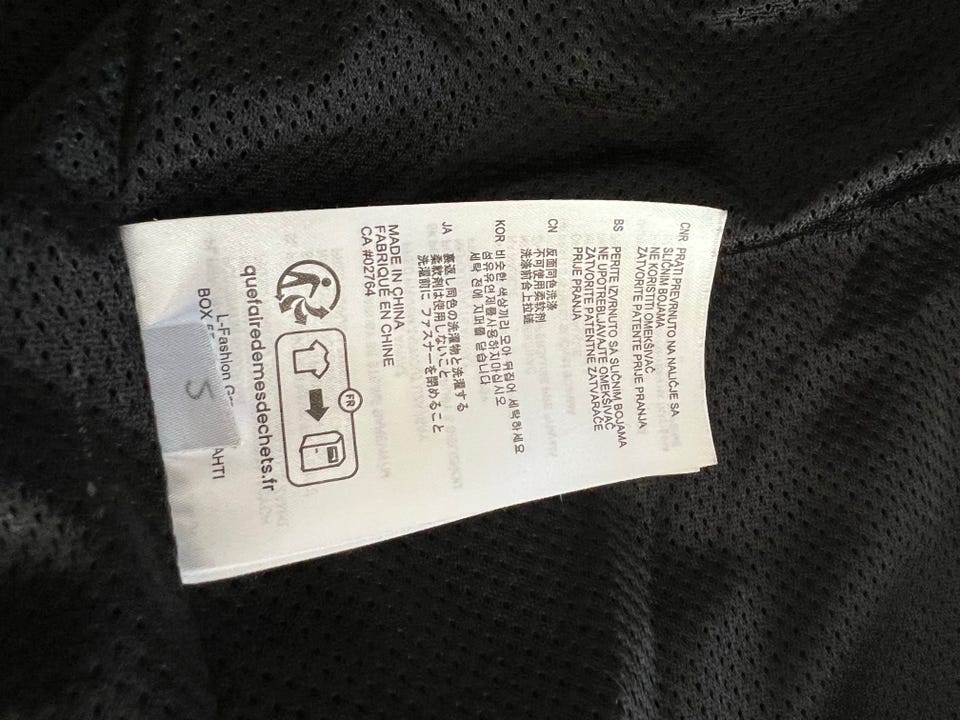 CNR PRATI PREVRNUTO NA NALIČJE SA
SLIČNIM BOJAMA
NE KORISTITI OMEKŠIVAČ
ZATVORITE PATENTE PRIJE PRANJA
BS PERITE IZVRNUTO SA SLIČNIM BOJAMA
NE UPOTREBLJAVAJTE OMEKŠIVAČ
ZATVORITE PATENTNE ZATVARAČE
PRIJE PRANJA
CN 反面同色洗涤
不可使用柔软剂
洗涤前合上拉链
KOR 비슷한 색상끼리 모아 뒤집어 세탁하세요
섬유유연제를 사용하지마십시오
세탁 전에 지퍼를 닫습니다
JA 裏返し同色の洗濯物と洗濯する
柔軟剤は使用しないこと
洗濯前に ファスナーを閉めること
MADE IN CHINA
FABRIQUÉ EN CHINE
CA #02764
FR
quefairedemesdechets.fr
L-Fashion
BOX AHTI
S